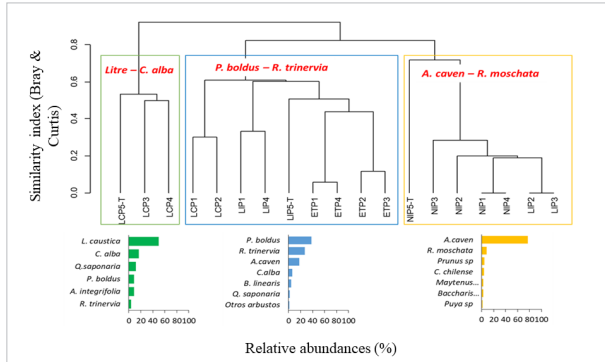 Similarity index (Bray &
Curtis)
0.8
0.6
0.4
0.2
0.0
Litre – C. alba
P. boldus – R. trinervia
A. caven – R. moschata
LCP5-T
LCP3
LCP4
LCP1
LCP2
LIP1
LIP4
LIP5-T
ETP1
ETP4
ETP2
ETP3
NIP5-T
NIP3
NIP2
NIP1
NIP4
LIP2
LIP3
L. caustica
C. alba
Q.saponaria
P. boldus
A. integrifolia
R. trinervia
0 20 40 60 80 100
P. boldus
R. trinervia
A.caven
C.alba
B. linearis
Q. saponaria
Otros arbustos
0 20 40 60 80 100
A.caven
R. moschata
Prunus sp
C. chilense
Maytenus...
Baccharis...
Puya sp
0 20 40 60 80 100
Relative abundances (%)